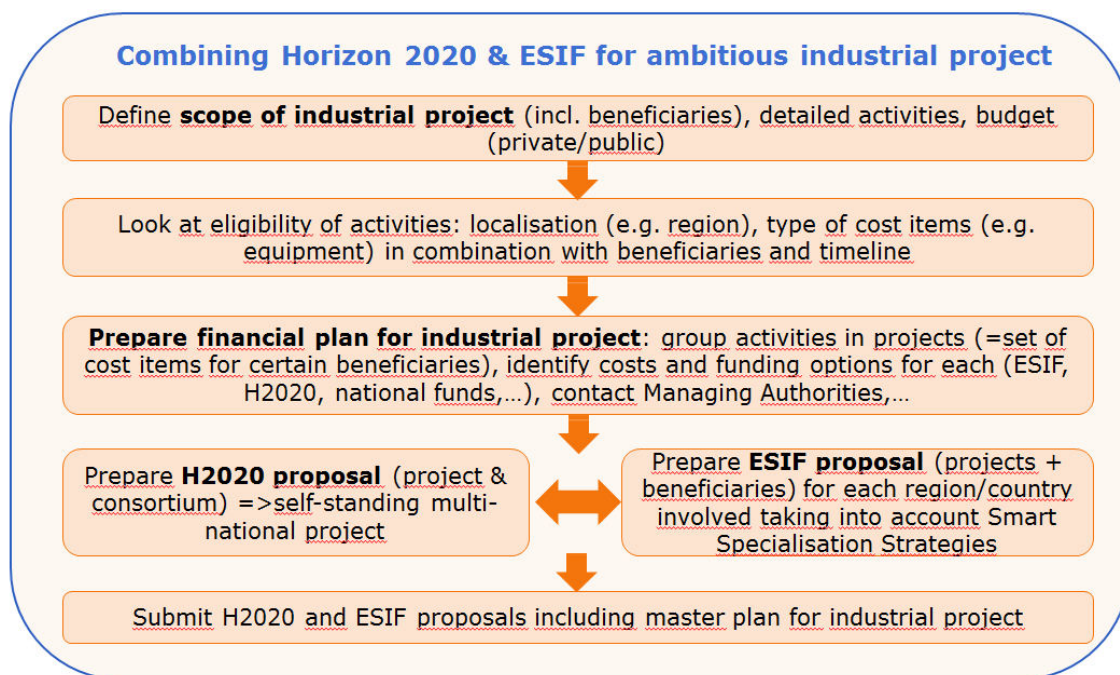 Combining Horizon 2020 & ESIF for ambitious industrial project
Define scope of industrial project (incl. beneficiaries), detailed activities, budget
(private/public)
Look at eligibility of activities: localisation (e.g. region), type of cost items (e.g.
equipment) in combination with beneficiaries and timeline
Prepare financial plan for industrial project: group activities in projects (=set of
cost items for certain beneficiaries), identify costs and funding options for each (ESIF,
H2020, national funds,...), contact Managing Authorities,...
Prepare H2020 proposal (project &
consortium) =>self-standing multi-
national project
Prepare ESIF proposal (projects +
beneficiaries) for each region/country
involved taking into account Smart
Specialisation Strategies
Submit H2020 and ESIF proposals including master plan for industrial project